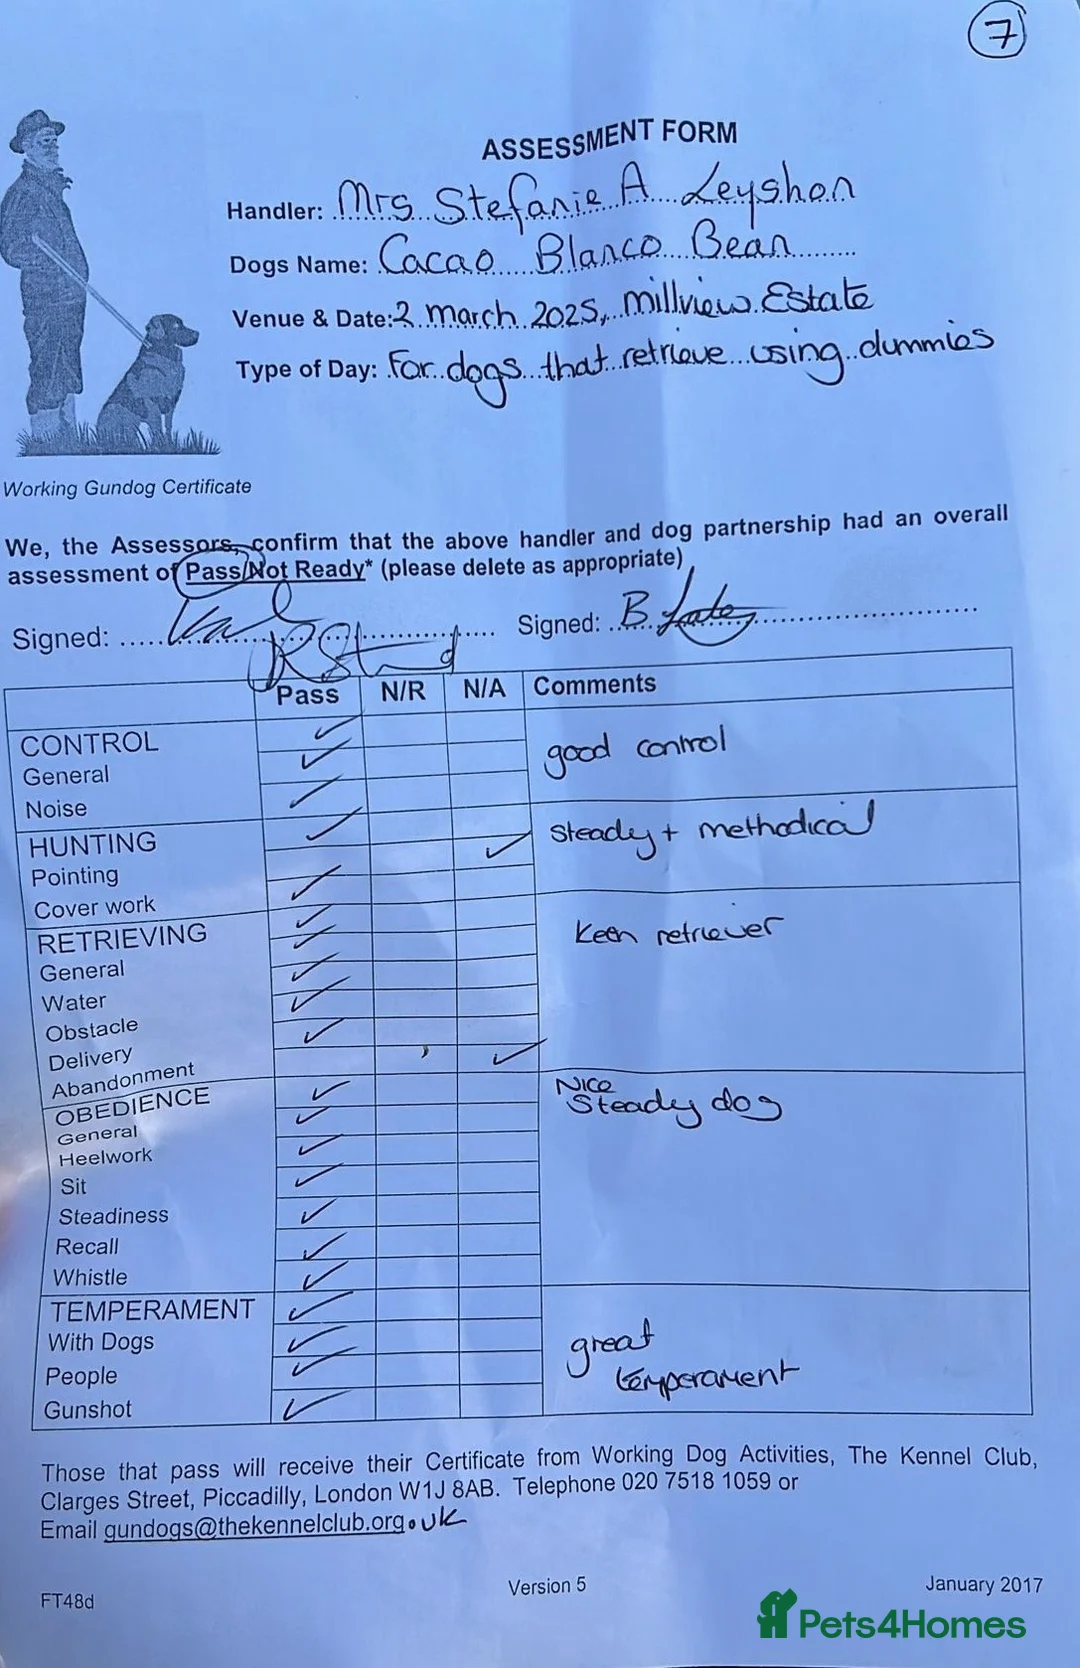 7
ASSESSMENT FORM
Handler: Mrs Stefanie A Leyshon
Dogs Name: Cacao Blanco Bean
Venue & Date: 2 march 2025, Millview Estate
Type of Day: For dogs that retrieve using dummies
Working Gundog Certificate
We, the Assessors, confirm that the above handler and dog partnership had an overall
assessment of Pass/Not Ready* (please delete as appropriate)
Signed: Signed: B.
Pass N/R N/A Comments
CONTROL ✓
General ✓ good control
Noise ✓
HUNTING ✓ Steady + methodical
Pointing ✓
Cover work ✓
RETRIEVING ✓ Keen retriever
General ✓
Water ✓
Obstacle ✓
Delivery ✓
Abandonment ✓
OBEDIENCE ✓ Nice
General ✓ Steady dog
Heelwork ✓
Sit ✓
Steadiness ✓
Recall ✓
Whistle ✓
TEMPERAMENT ✓
With Dogs ✓ great
People ✓ temperament
Gunshot ✓
Those that pass will receive their Certificate from Working Dog Activities, The Kennel Club,
Clarges Street, Piccadilly, London W1J 8AB. Telephone 020 7518 1059 or
Email gundogs@thekennelclub.org.uk
FT48d Version 5 January 2017
Pets4Homes